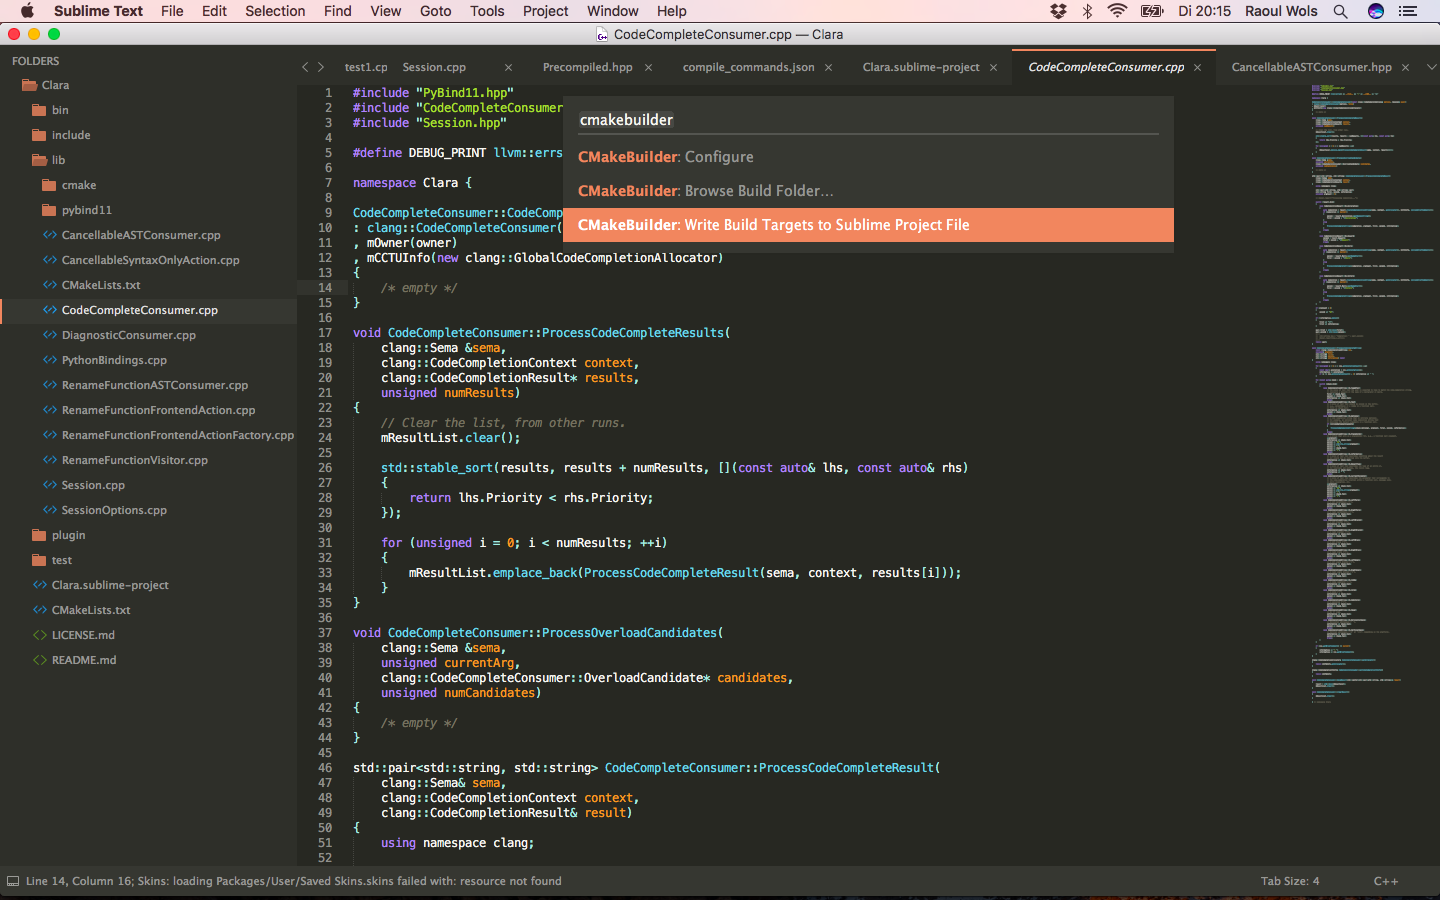 Sublime Text File Edit Selection Find View Goto Tools Project Window Help Di 20:15 Raoul Wols
CodeCompleteConsumer.cpp — Clara
FOLDERS
Clara
bin
include
lib
cmake
pybind11
CancellableASTConsumer.cpp
CancellableSyntaxOnlyAction.cpp
CMakeLists.txt
CodeCompleteConsumer.cpp
DiagnosticConsumer.cpp
PythonBindings.cpp
RenameFunctionASTConsumer.cpp
RenameFunctionFrontendAction.cpp
RenameFunctionFrontendActionFactory.cpp
RenameFunctionVisitor.cpp
Session.cpp
SessionOptions.cpp
plugin
test
Clara.sublime-project
CMakeLists.txt
LICENSE.md
README.md
test1.cp Session.cpp Precompiled.hpp compile_commands.json Clara.sublime-project CodeCompleteConsumer.cpp CancellableASTConsumer.hpp
cmakebuilder
CMakeBuilder: Configure
CMakeBuilder: Browse Build Folder...
CMakeBuilder: Write Build Targets to Sublime Project File
1 #include "PyBind11.hpp"
2 #include "CodeCompleteConsumer
3 #include "Session.hpp"
4
5 #define DEBUG_PRINT llvm::errs
6
7 namespace Clara {
8
9 CodeCompleteConsumer::CodeComp
10 : clang::CodeCompleteConsumer(
11 , mOwner(owner)
12 , mCCTUInfo(new clang::GlobalCodeCompletionAllocator)
13 {
14 /* empty */
15 }
16
17 void CodeCompleteConsumer::ProcessCodeCompleteResults(
18 clang::Sema &sema,
19 clang::CodeCompletionContext context,
20 clang::CodeCompletionResult* results,
21 unsigned numResults)
22 {
23 // Clear the list, from other runs.
24 mResultList.clear();
25
26 std::stable_sort(results, results + numResults, [](const auto& lhs, const auto& rhs)
27 {
28 return lhs.Priority < rhs.Priority;
29 });
30
31 for (unsigned i = 0; i < numResults; ++i)
32 {
33 mResultList.emplace_back(ProcessCodeCompleteResult(sema, context, results[i]));
34 }
35 }
36
37 void CodeCompleteConsumer::ProcessOverloadCandidates(
38 clang::Sema &sema,
39 unsigned currentArg,
40 clang::CodeCompleteConsumer::OverloadCandidate* candidates,
41 unsigned numCandidates)
42 {
43 /* empty */
44 }
45
46 std::pair<std::string, std::string> CodeCompleteConsumer::ProcessCodeCompleteResult(
47 clang::Sema& sema,
48 clang::CodeCompletionContext context,
49 clang::CodeCompletionResult& result)
50 {
51 using namespace clang;
52
Line 14, Column 16; Skins: loading Packages/User/Saved Skins.skins failed with: resource not found Tab Size: 4 C++